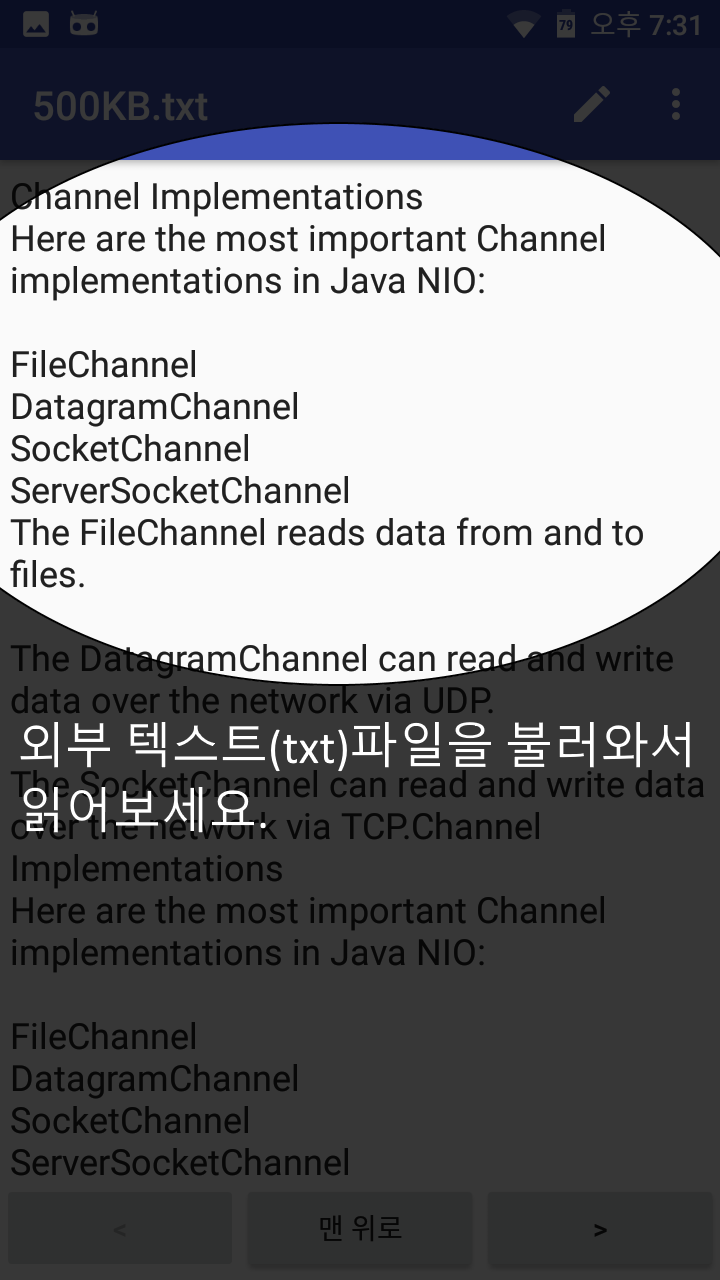 79 오후 7:31
500KB.txt
Channel Implementations
Here are the most important Channel
implementations in Java NIO:
FileChannel
DatagramChannel
SocketChannel
ServerSocketChannel
The FileChannel reads data from and to
files.
The DatagramChannel can read and write
data over the network via UDP.
외부 텍스트(txt)파일을 불러와서
읽어보세요.
The SocketChannel can read and write data
over the network via TCP.Channel
Implementations
Here are the most important Channel
implementations in Java NIO:
FileChannel
DatagramChannel
SocketChannel
ServerSocketChannel
< 맨 위로 >